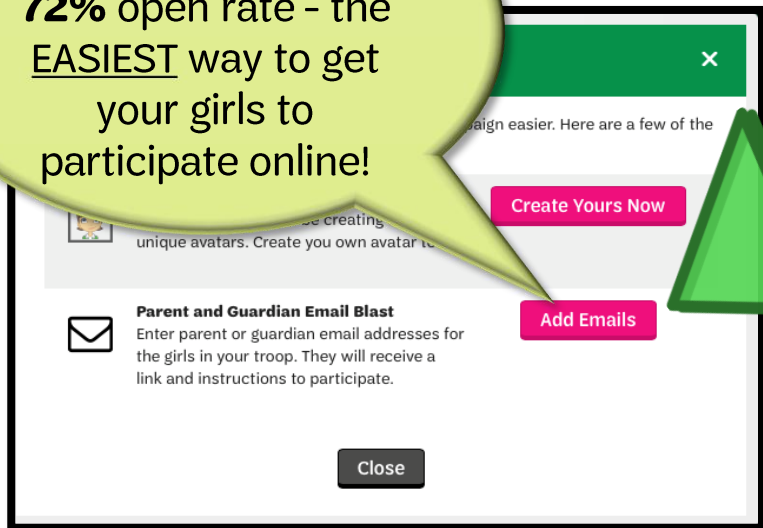 72% open rate - the
EASIEST way to get
your girls to
participate online!
×
easier. Here are a few of the
Create Yours Now
creating
unique avatars. Create you own avatar
Parent and Guardian Email Blast
Enter parent or guardian email addresses for
the girls in your troop. They will receive a
link and instructions to participate.
Add Emails
Close